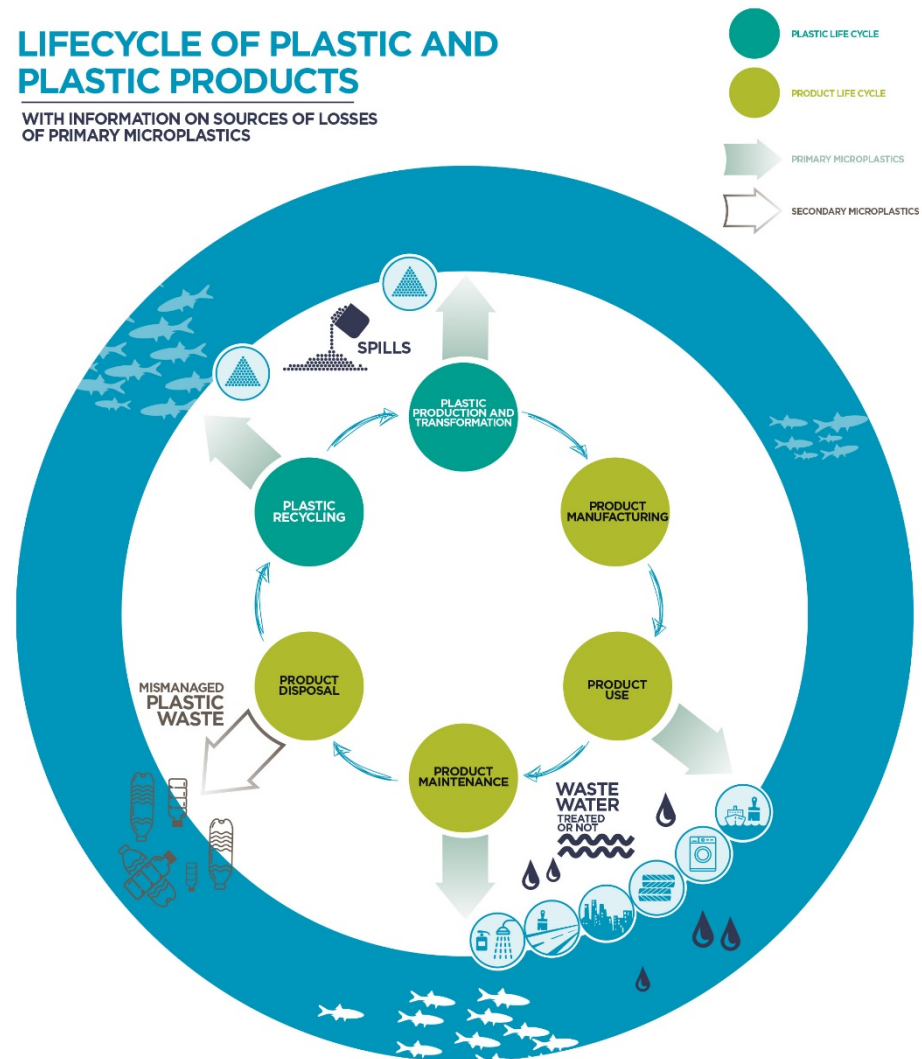 LIFECYCLE OF PLASTIC AND
PLASTIC PRODUCTS
WITH INFORMATION ON SOURCES OF LOSSES
OF PRIMARY MICROPLASTICS
PLASTIC LIFE CYCLE
PRODUCT LIFE CYCLE
PRIMARY MICROPLASTICS
SECONDARY MICROPLASTICS
SPILLS
PLASTIC
PRODUCTION AND
TRANSFORMATION
PLASTIC
RECYCLING
PRODUCT
MANUFACTURING
PRODUCT
DISPOSAL
PRODUCT
USE
MISMANAGED
PLASTIC
WASTE
PRODUCT
MAINTENANCE
WASTE
WATER
TREATED
OR NOT